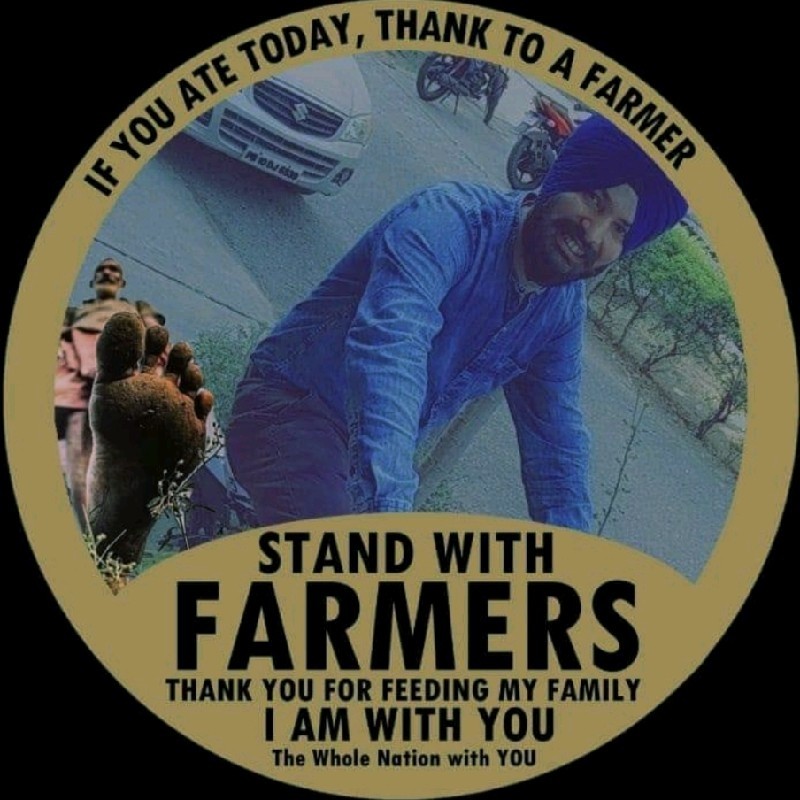 IF YOU ATE TODAY, THANK TO A FARMER
STAND WITH
FARMERS
THANK YOU FOR FEEDING MY FAMILY
I AM WITH YOU
The Whole Nation with YOU